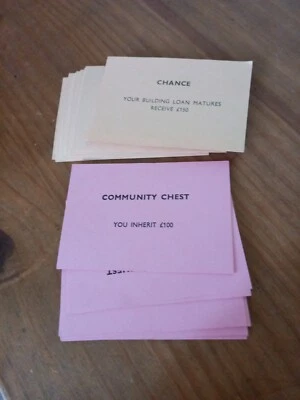 CHANCE
YOUR BUILDING LOAN MATURES
RECEIVE £150
COMMUNITY CHEST
YOU INHERIT £100